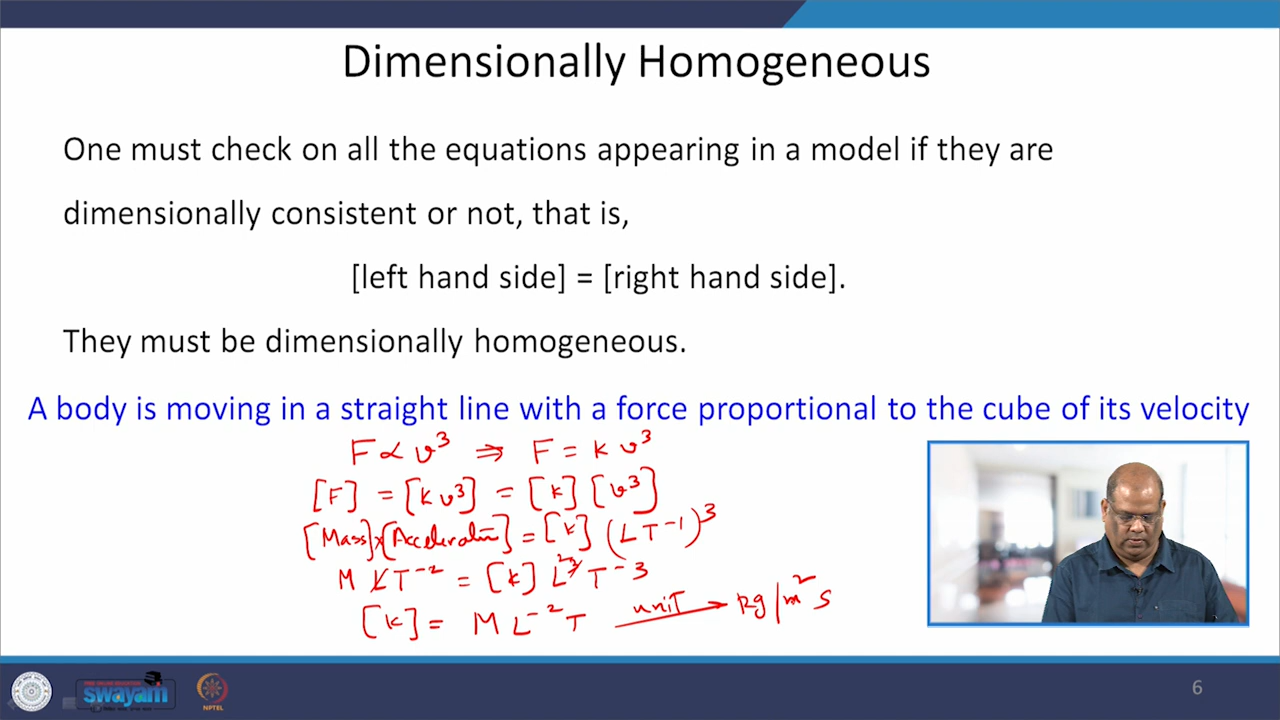 Dimensionally Homogeneous
One must check on all the equations appearing in a model if they are
dimensionally consistent or not, that is,
[left hand side] = [right hand side].
They must be dimensionally homogeneous.
A body is moving in a straight line with a force proportional to the cube of its velocity
F ∝ v³ ⇒ F = k v³
[F] = [k v³] = [k] [v³]
[Mass]x[Acceleration] = [k] (LT⁻¹)³
M L T⁻² = [k] L³² T⁻³
[k] = M L⁻² T unit → kg/m² s
swayam
NPTEL
6